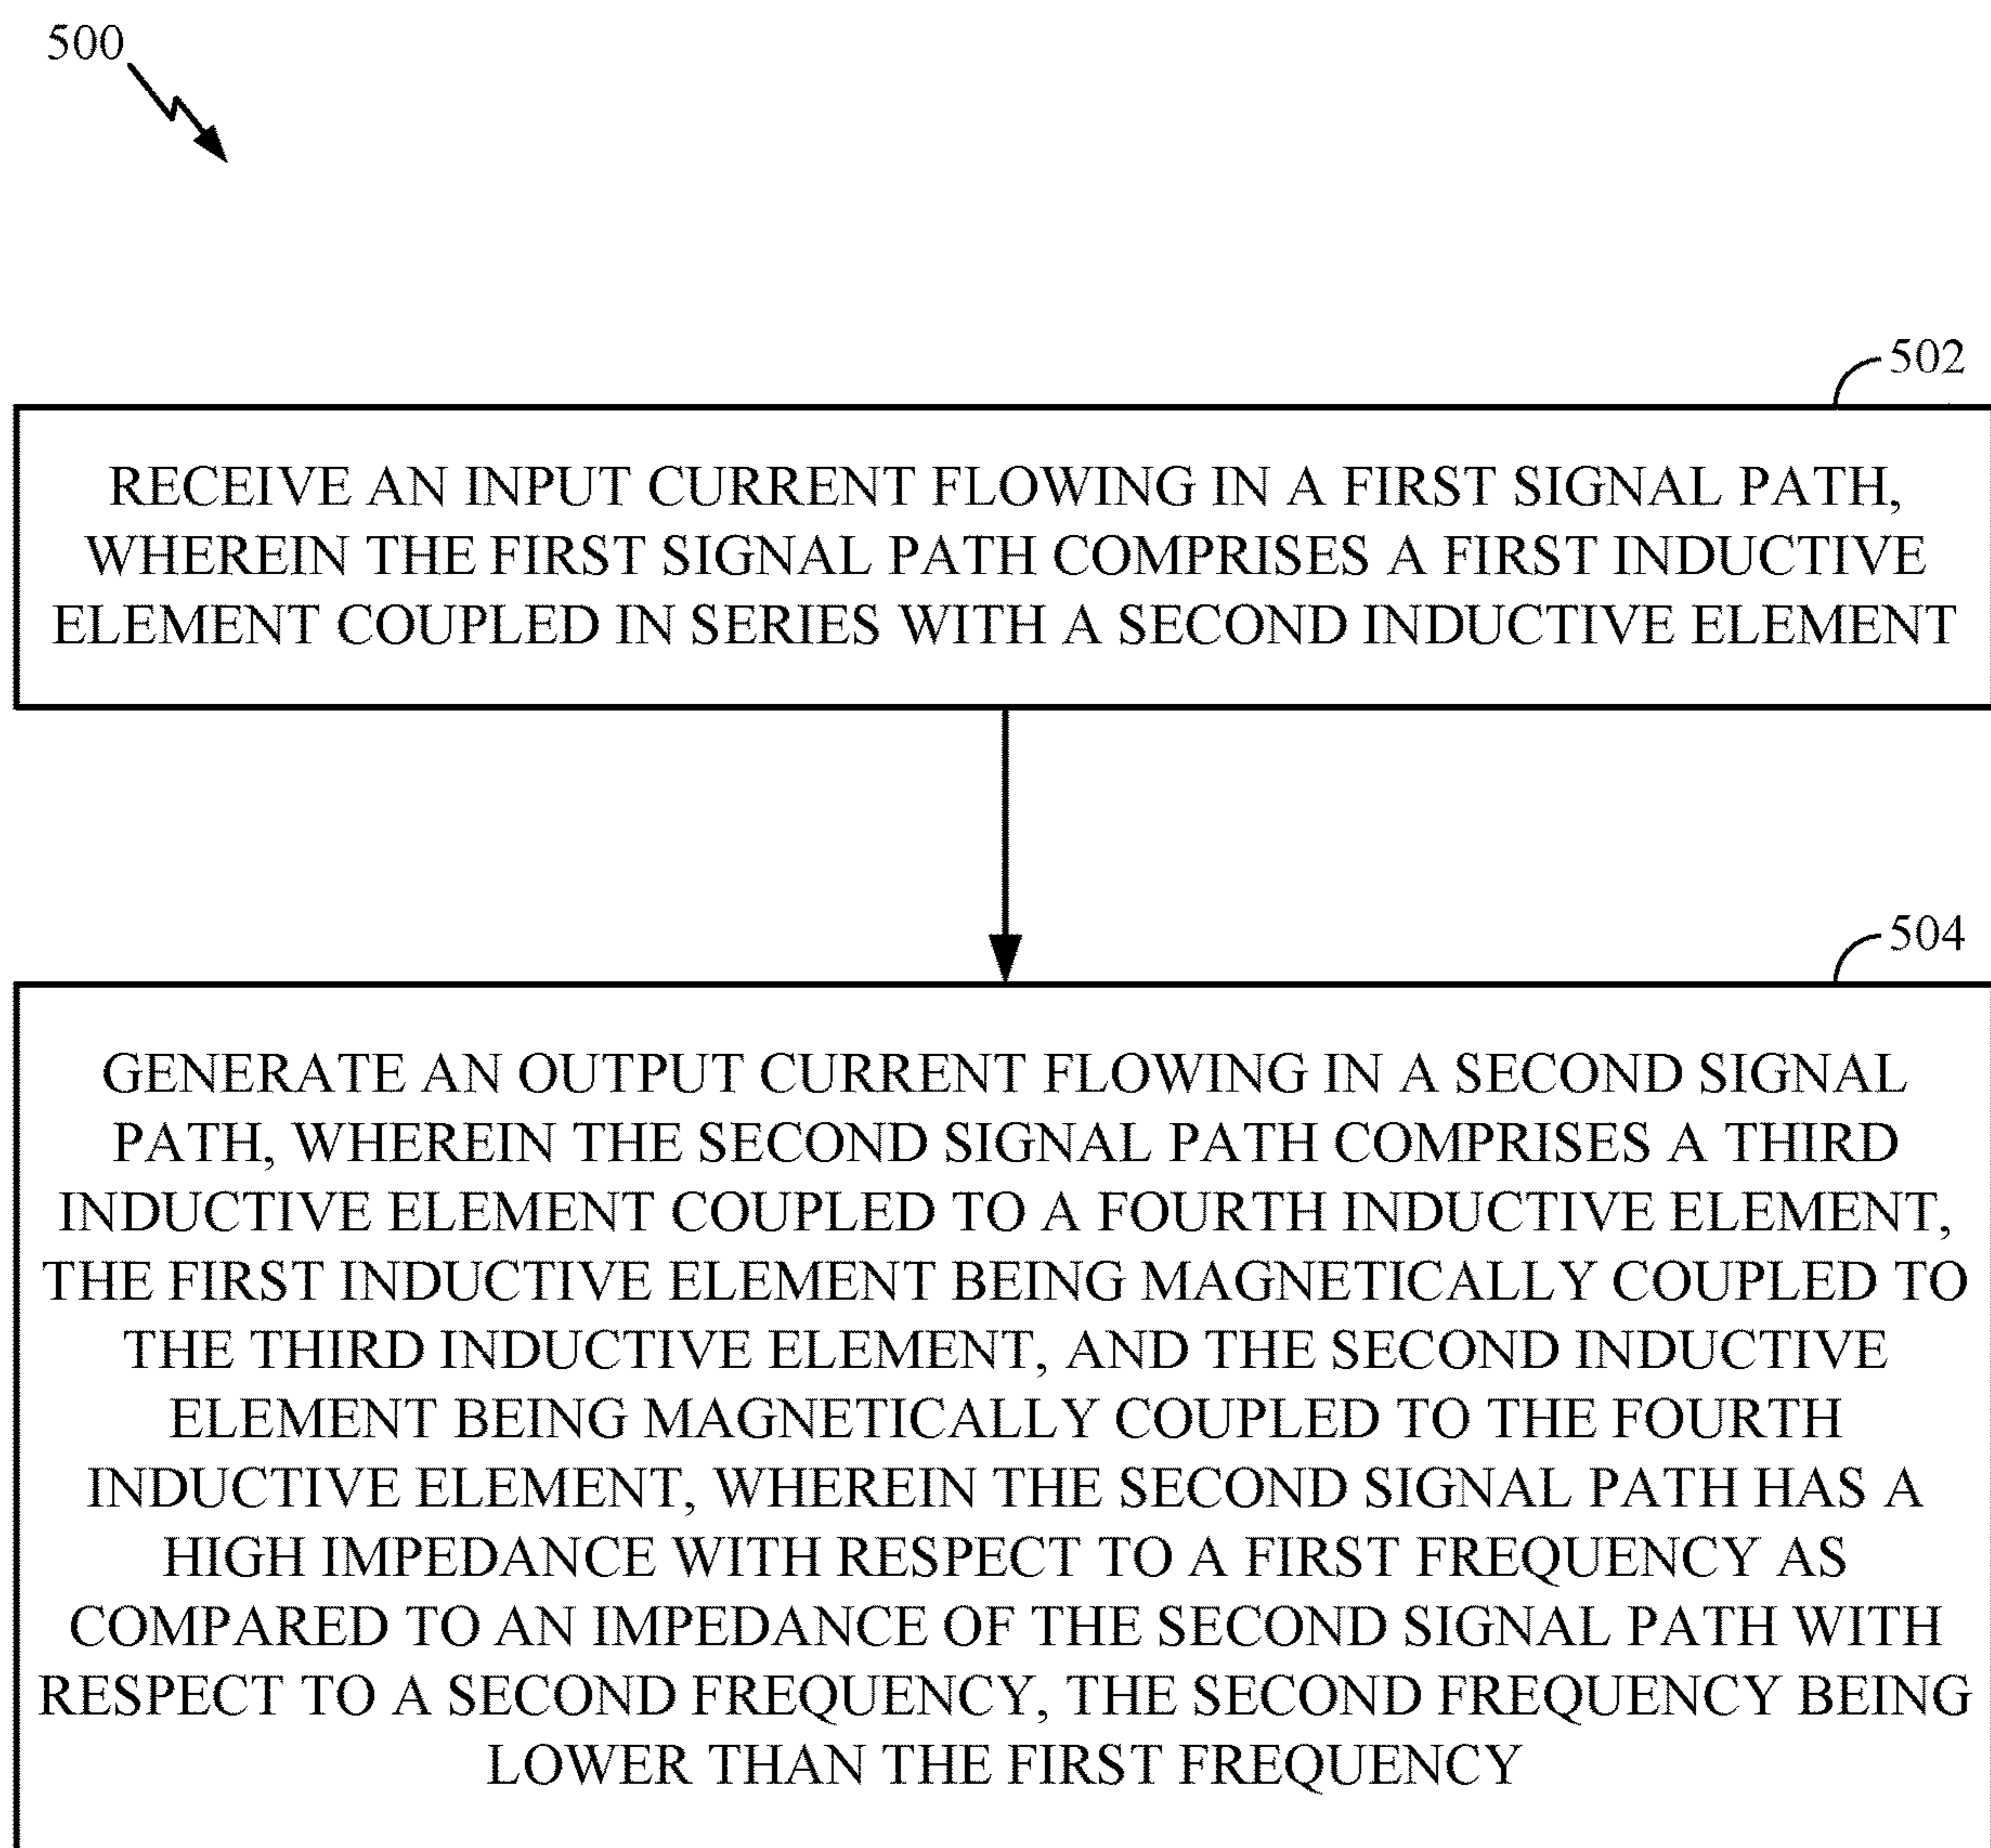 500
502
RECEIVE AN INPUT CURRENT FLOWING IN A FIRST SIGNAL PATH,
WHEREIN THE FIRST SIGNAL PATH COMPRISES A FIRST INDUCTIVE
ELEMENT COUPLED IN SERIES WITH A SECOND INDUCTIVE ELEMENT
504
GENERATE AN OUTPUT CURRENT FLOWING IN A SECOND SIGNAL
PATH, WHEREIN THE SECOND SIGNAL PATH COMPRISES A THIRD
INDUCTIVE ELEMENT COUPLED TO A FOURTH INDUCTIVE ELEMENT,
THE FIRST INDUCTIVE ELEMENT BEING MAGNETICALLY COUPLED TO
THE THIRD INDUCTIVE ELEMENT, AND THE SECOND INDUCTIVE
ELEMENT BEING MAGNETICALLY COUPLED TO THE FOURTH
INDUCTIVE ELEMENT, WHEREIN THE SECOND SIGNAL PATH HAS A
HIGH IMPEDANCE WITH RESPECT TO A FIRST FREQUENCY AS
COMPARED TO AN IMPEDANCE OF THE SECOND SIGNAL PATH WITH
RESPECT TO A SECOND FREQUENCY, THE SECOND FREQUENCY BEING
LOWER THAN THE FIRST FREQUENCY